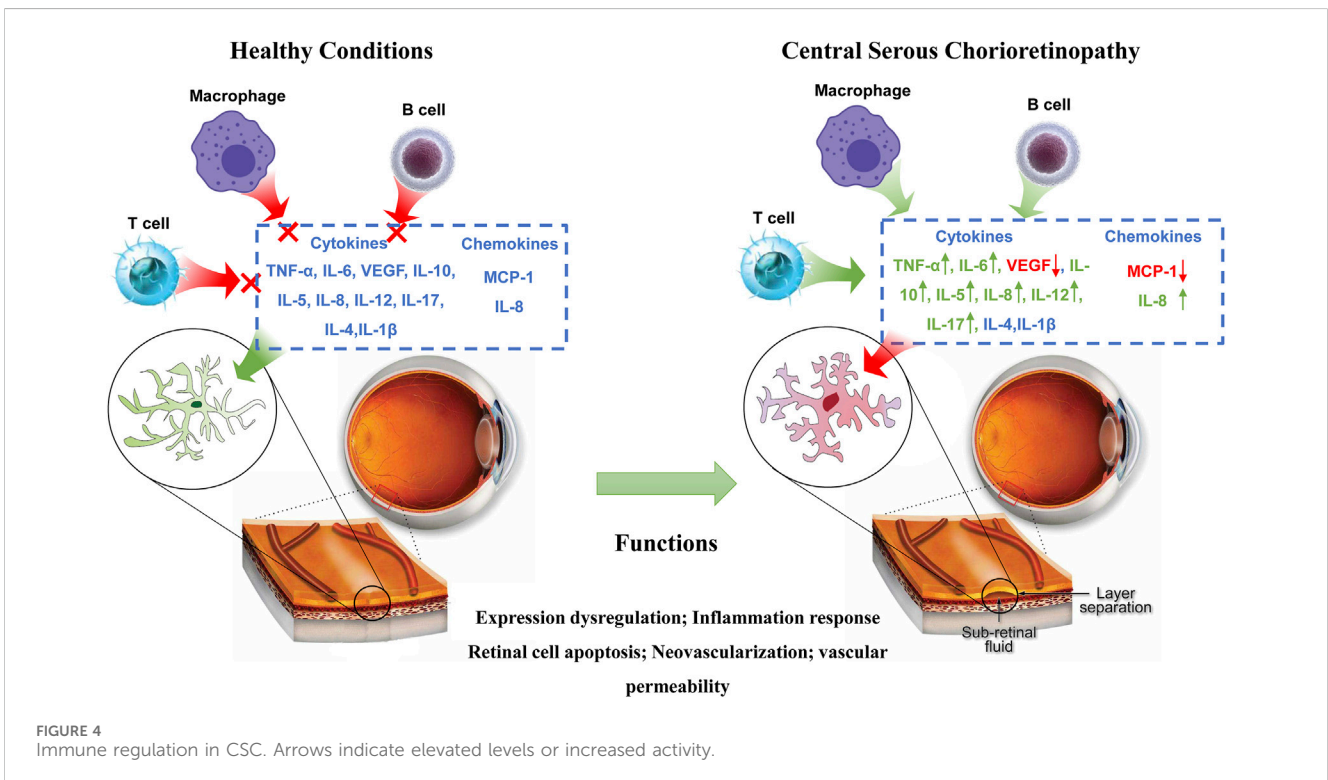 Healthy Conditions
Macrophage
B cell
T cell
Cytokines
TNF-α, IL-6, VEGF, IL-10,
IL-5, IL-8, IL-12, IL-17,
IL-4,IL-1β
Chemokines
MCP-1
IL-8
Central Serous Chorioretinopathy
Macrophage
B cell
T cell
Cytokines
TNF-α↑, IL-6↑, VEGF↓, IL-
10↑, IL-5↑, IL-8↑, IL-12↑,
IL-17↑, IL-4,IL-1β
Chemokines
MCP-1↓
IL-8 ↑
Functions
Expression dysregulation; Inflammation response
Retinal cell apoptosis; Neovascularization; vascular
permeability
Layer
separation
Sub-retinal
fluid
FIGURE 4
Immune regulation in CSC. Arrows indicate elevated levels or increased activity.